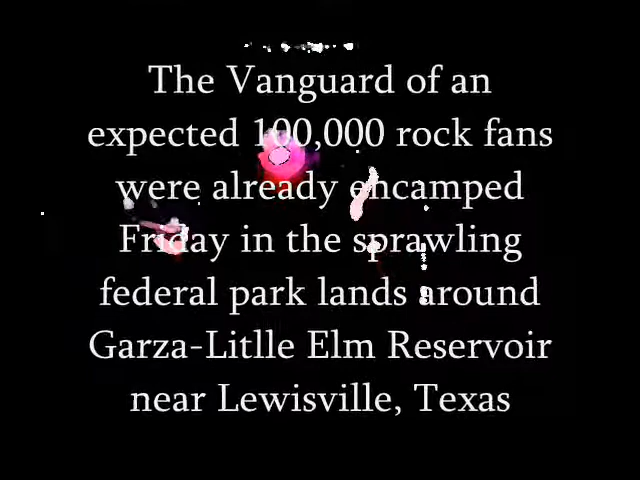 The Vanguard of an
expected 100,000 rock fans
were already encamped
Friday in the sprawling
federal park lands around
Garza-Litlle Elm Reservoir
near Lewisville, Texas